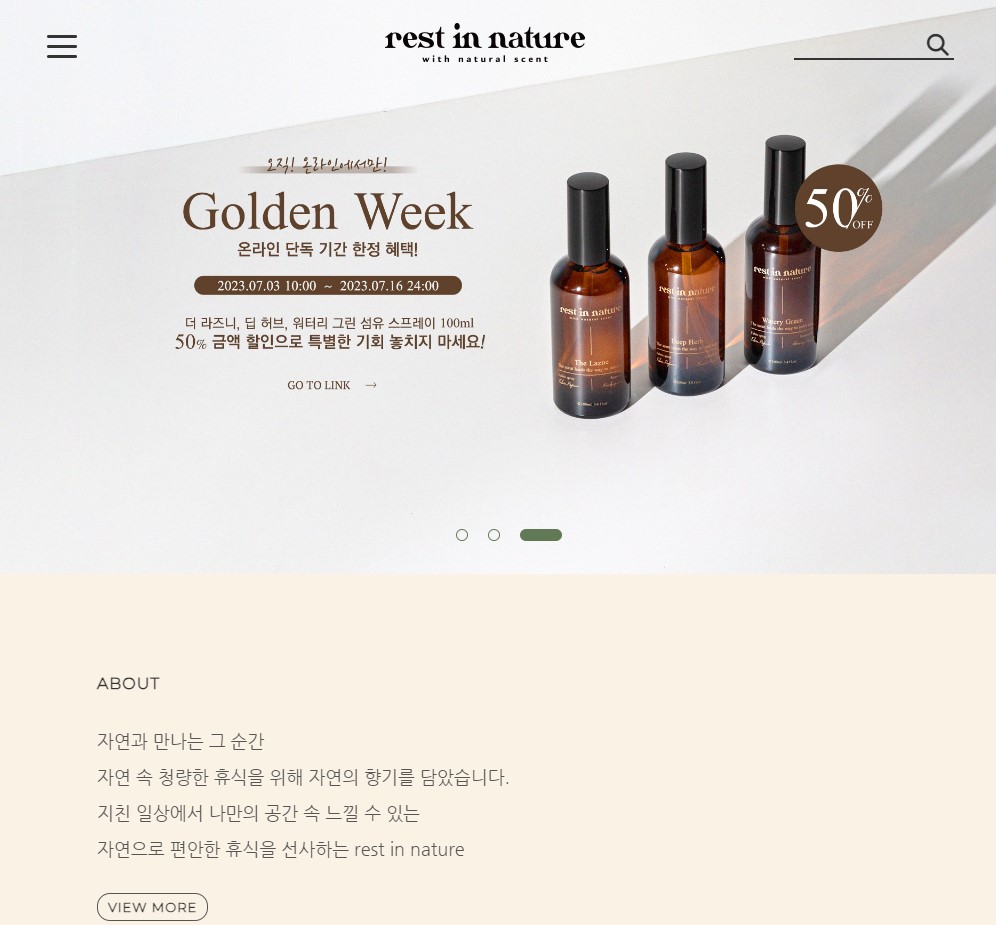 rest in nature
with natural scent
오직! 온라인에서만!
Golden Week
온라인 단독 기간 한정 혜택!
2023.07.03 10:00 ~ 2023.07.16 24:00
더 라즈니, 딥 허브, 워터리 그린 섬유 스프레이 100ml
50% 금액 할인으로 특별한 기회 놓치지 마세요!
GO TO LINK →
50% OFF
rest in nature
The Lazne
rest in nature
Deep Herb
rest in nature
Watery Green
ABOUT
자연과 만나는 그 순간
자연 속 청량한 휴식을 위해 자연의 향기를 담았습니다.
지친 일상에서 나만의 공간 속 느낄 수 있는
자연으로 편안한 휴식을 선사하는 rest in nature
VIEW MORE